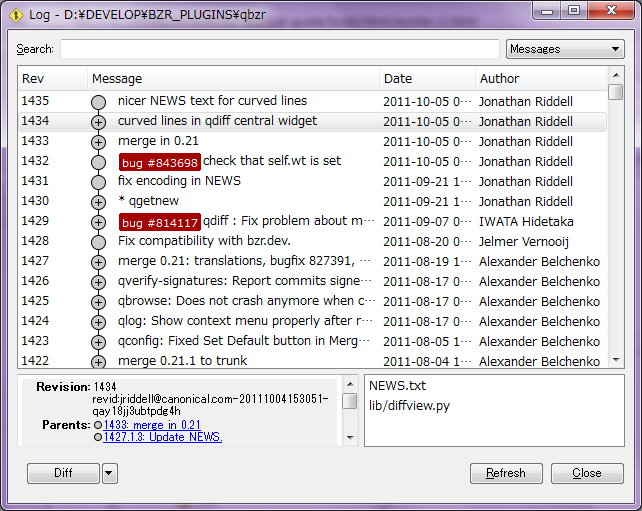 Log - D:¥DEVELOP¥BZR_PLUGINS¥qbzr
Search: Messages
Rev Message Date Author
1435 nicer NEWS text for curved lines 2011-10-05 0··· Jonathan Riddell
1434 curved lines in qdiff central widget 2011-10-05 0··· Jonathan Riddell
1433 merge in 0.21 2011-10-05 0··· Jonathan Riddell
1432 bug #843698 check that self.wt is set 2011-10-05 0··· Jonathan Riddell
1431 fix encoding in NEWS 2011-09-21 1··· Jonathan Riddell
1430 * qgetnew 2011-09-21 1··· Jonathan Riddell
1429 bug #814117 qdiff : Fix problem about m··· 2011-09-07 0··· IWATA Hidetaka
1428 Fix compatibility with bzr.dev. 2011-08-20 0··· Jelmer Vernooij
1427 merge 0.21: translations, bugfix 827391, ··· 2011-08-19 1··· Alexander Belchenko
1426 qverify-signatures: Report commits signe··· 2011-08-17 0··· Alexander Belchenko
1425 qbrowse: Does not crash anymore when c··· 2011-08-17 0··· Alexander Belchenko
1424 qlog: Show context menu properly after r··· 2011-08-17 0··· Alexander Belchenko
1423 qconfig: Fixed Set Default button in Merg··· 2011-08-05 0··· Alexander Belchenko
1422 merge 0.21.1 to trunk 2011-08-04 1··· Alexander Belchenko
Revision: 1434
revid:jriddell@canonical.com-20111004153051-
qay18jj3ubtpdg4h
Parents: 1433: merge in 0.21
1427.1.3: Update NEWS.
NEWS.txt
lib/diffview.py
Diff Refresh Close